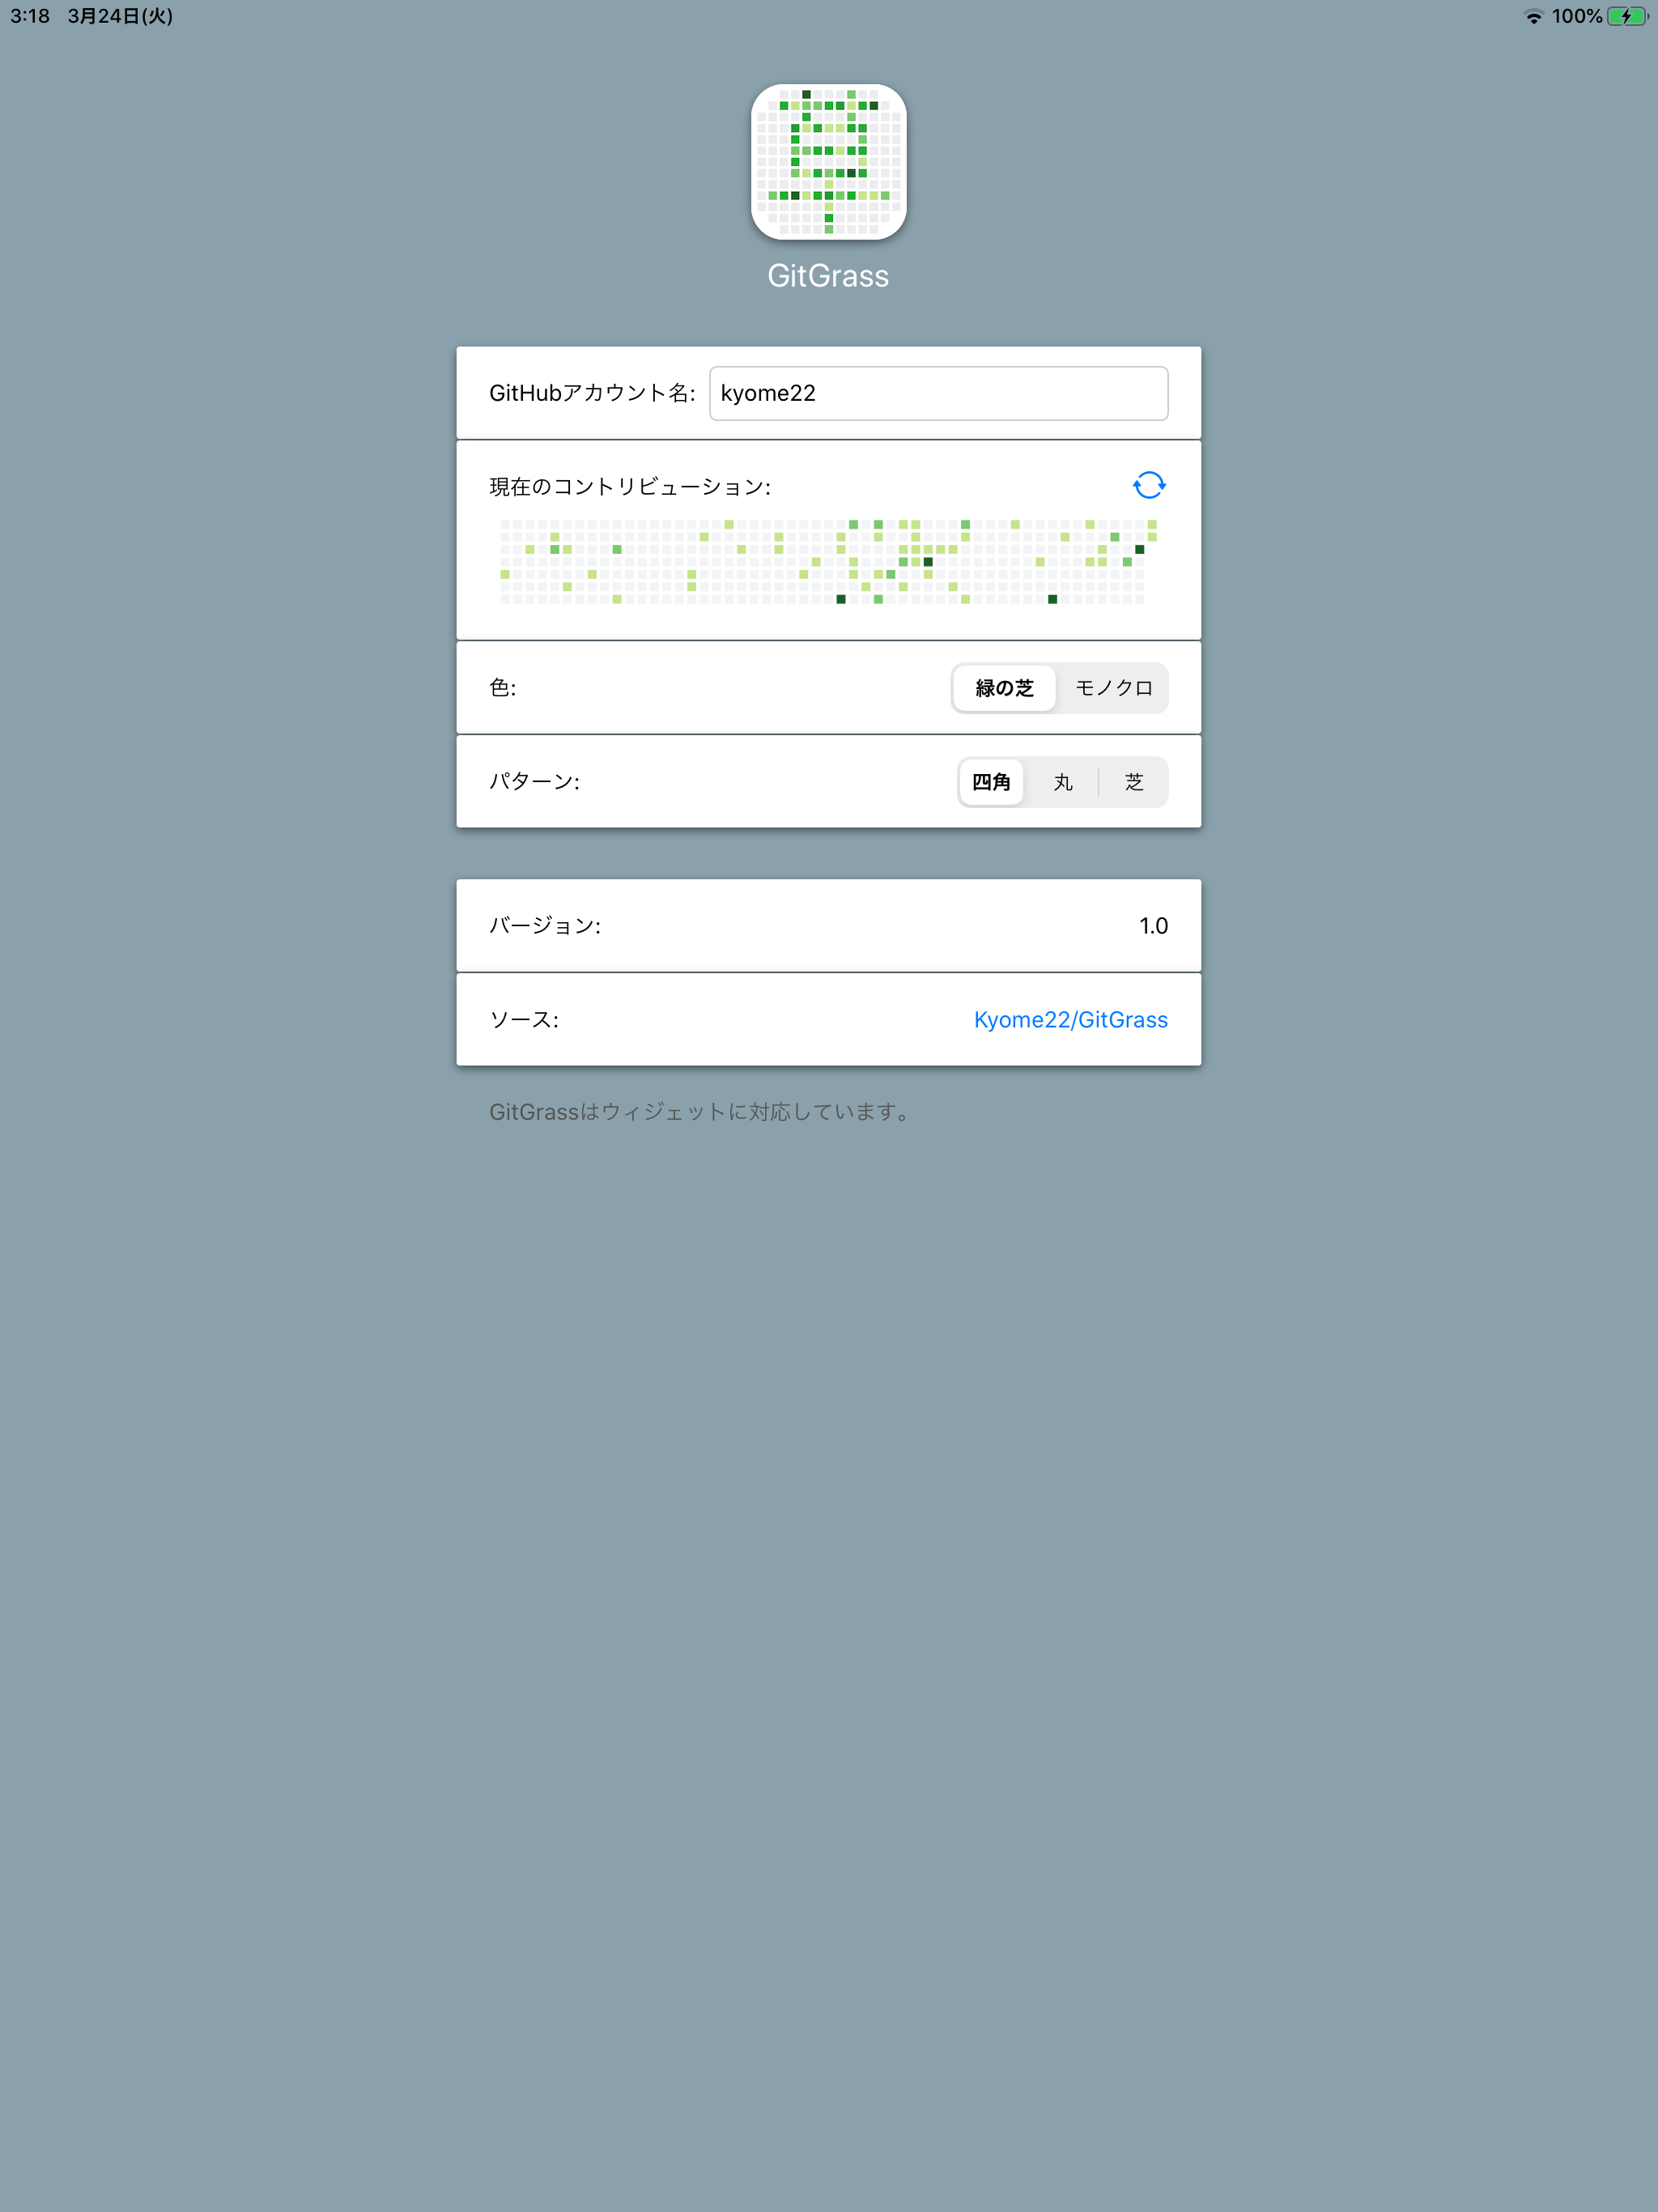 3:18 3月24日(火) 100%
GitGrass
GitHubアカウント名: kyome22
現在のコントリビューション:
色: 緑の芝 モノクロ
パターン: 四角 丸 芝
バージョン: 1.0
ソース: Kyome22/GitGrass
GitGrassはウィジェットに対応しています。